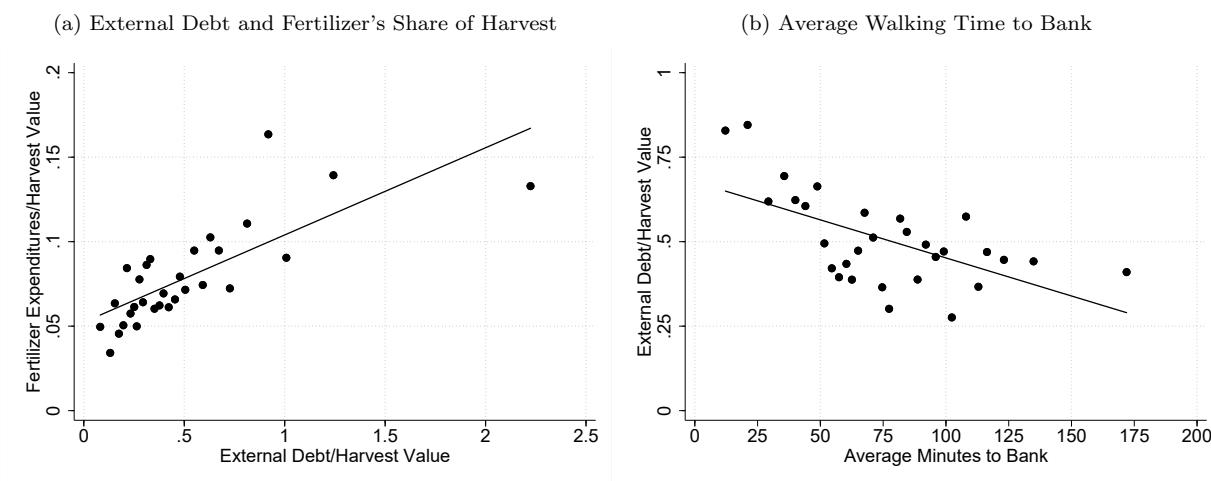 (a) External Debt and Fertilizer's Share of Harvest
Fertilizer Expenditures/Harvest Value
.2
.15
.1
.05
0
0 .5 1 1.5 2 2.5
External Debt/Harvest Value
(b) Average Walking Time to Bank
External Debt/Harvest Value
1
.75
.5
.25
0
0 25 50 75 100 125 150 175 200
Average Minutes to Bank